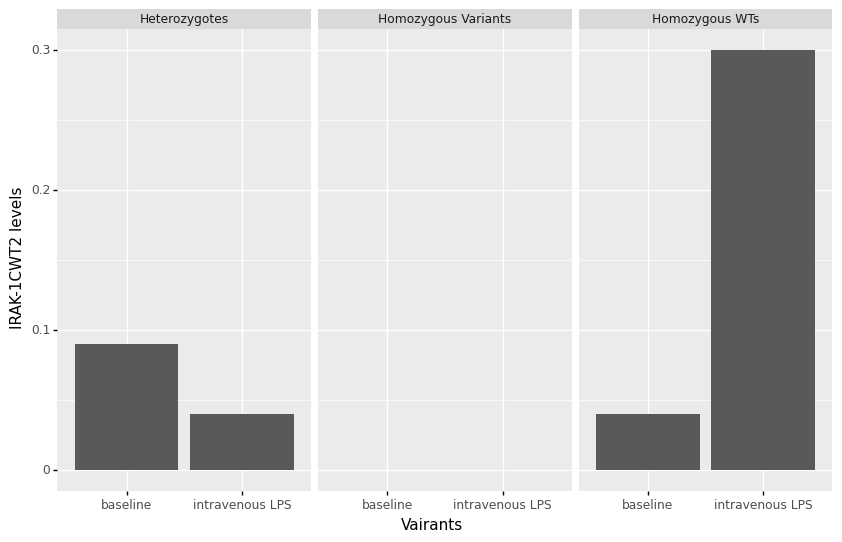 Heterozygotes
Homozygous Variants
Homozygous WTs
IRAK-1CWT2 levels
0.3
0.2
0.1
0
baseline
intravenous LPS
baseline
intravenous LPS
baseline
intravenous LPS
Vairants